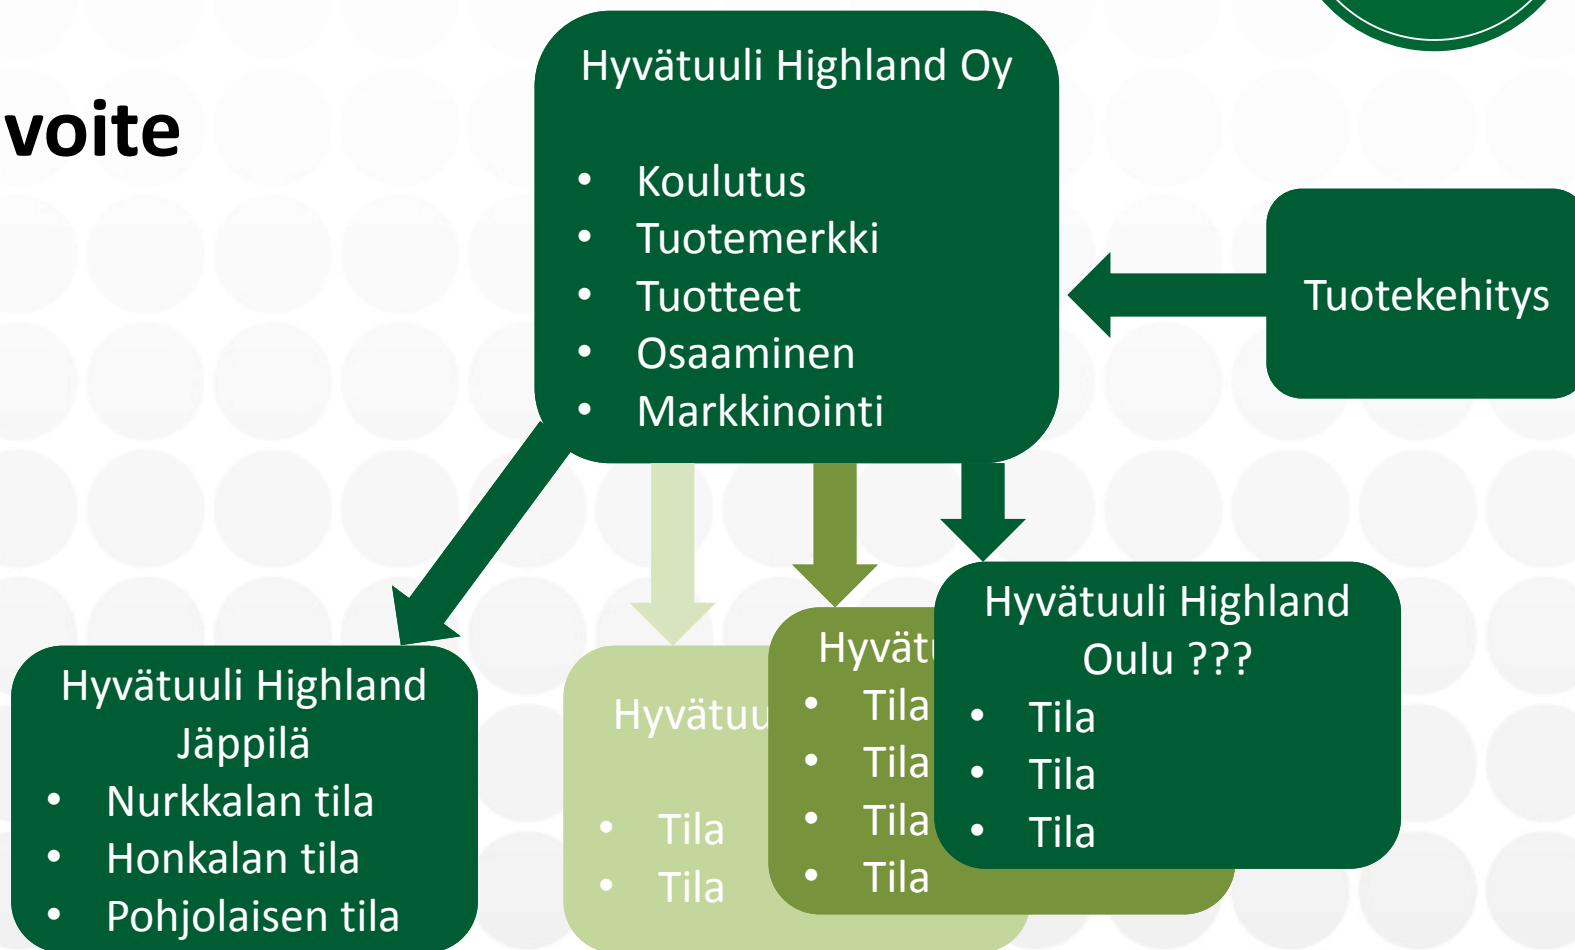 voite
Hyvätuuli Highland Oy
• Koulutus
• Tuotemerkki
• Tuotteet
• Osaaminen
• Markkinointi
Tuotekehitys
Hyvätuuli Highland
Jäppilä
• Nurkkalan tila
• Honkalan tila
• Pohjolaisen tila
Hyvätuu
• Tila
• Tila
Hyvätu
• Tila
• Tila
• Tila
• Tila
Hyvätuuli Highland
Oulu ???
• Tila
• Tila
• Tila